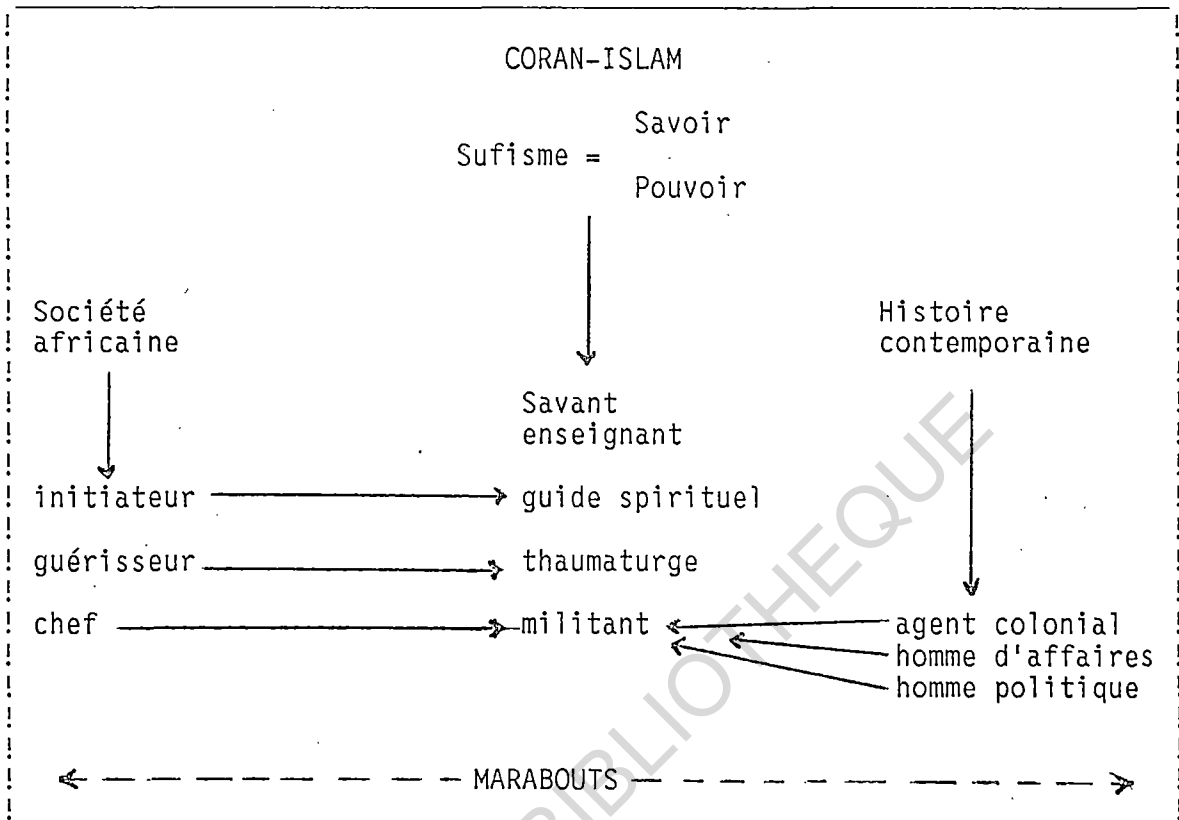 CORAN-ISLAM
Savoir
Sufisme =
Pouvoir
Société
africaine
Histoire
contemporaine
Savant
enseignant
initiateur
guide spirituel
guérisseur
thaumaturge
chef
militant
agent colonial
homme d'affaires
homme politique
MARABOUTS
BIBLIOTHEQUE